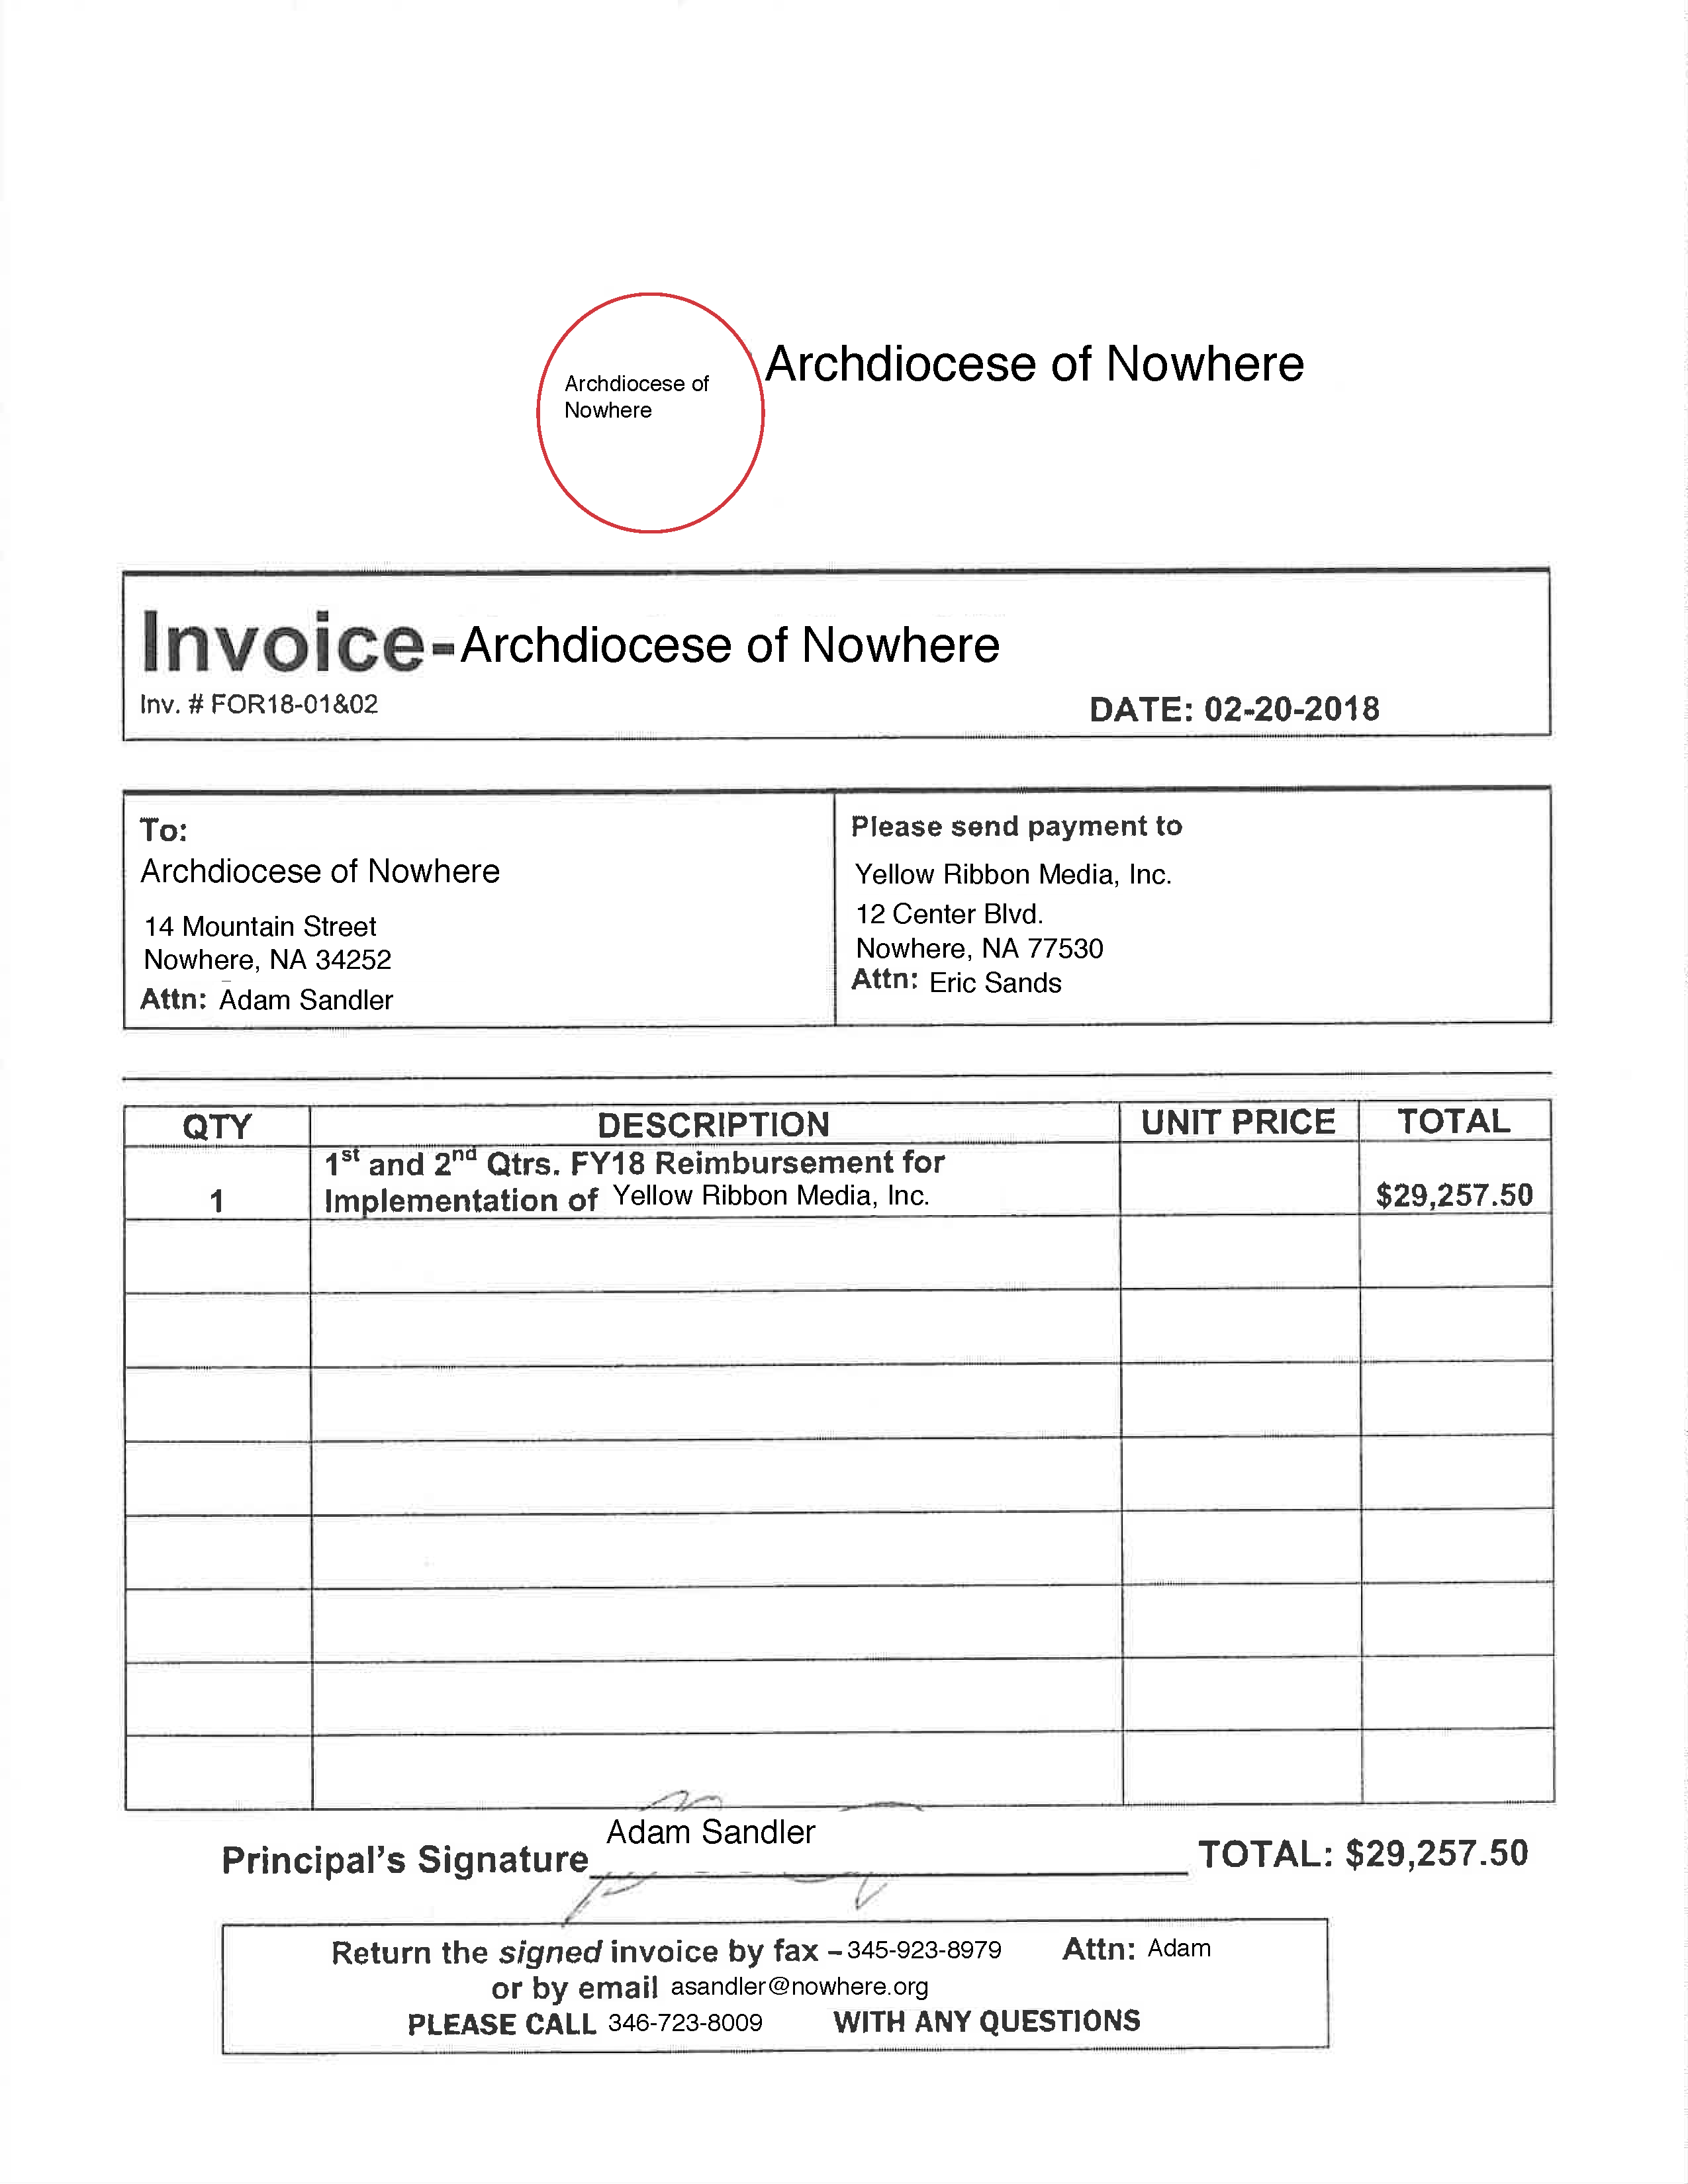 Archdiocese of
Nowhere
Archdiocese of Nowhere
Invoice-Archdiocese of Nowhere
Inv. # FOR18-01&02
DATE: 02-20-2018
To:
Archdiocese of Nowhere
14 Mountain Street
Nowhere, NA 34252
Attn: Adam Sandler
Please send payment to
Yellow Ribbon Media, Inc.
12 Center Blvd.
Nowhere, NA 77530
Attn: Eric Sands
QTY DESCRIPTION UNIT PRICE TOTAL
1st and 2nd Qtrs. FY18 Reimbursement for
1 Implementation of Yellow Ribbon Media, Inc. $29,257.50
Adam Sandler
Principal's Signature TOTAL: $29,257.50
Return the signed invoice by fax - 345-923-8979 Attn: Adam
or by email asandler@nowhere.org
PLEASE CALL 346-723-8009 WITH ANY QUESTIONS